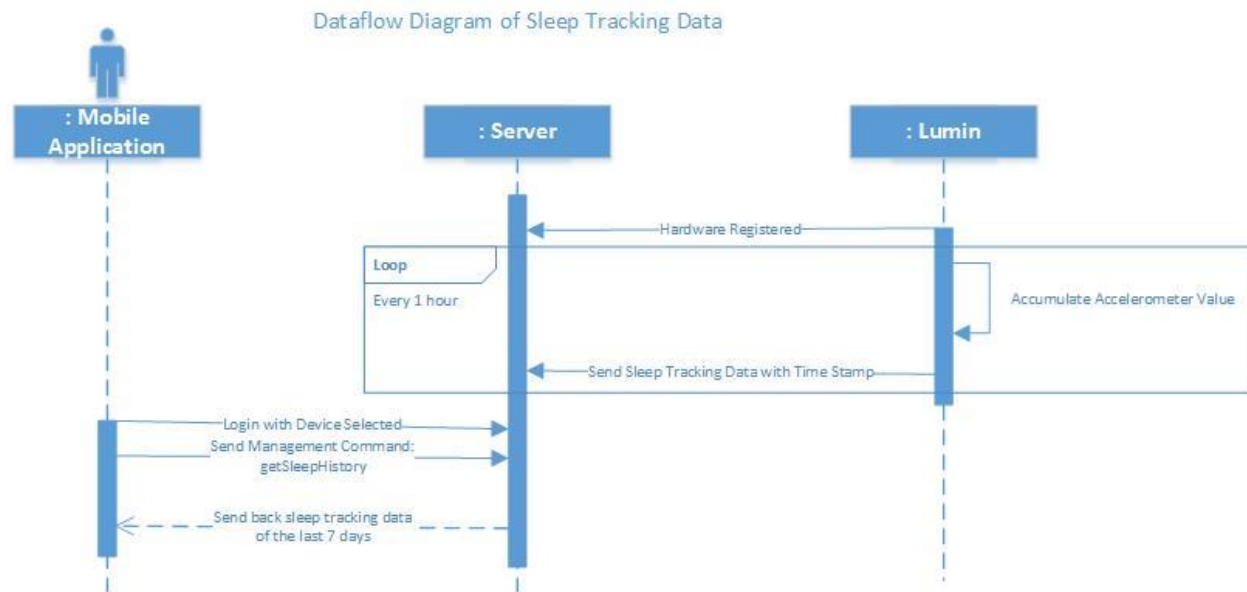 Dataflow Diagram of Sleep Tracking Data
: Mobile
Application
: Server
: Lumin
Hardware Registered
Loop
Every 1 hour
Accumulate Accelerometer Value
Send Sleep Tracking Data with Time Stamp
Login with Device Selected
Send Management Command:
getSleepHistory
Send back sleep tracking data
of the last 7 days